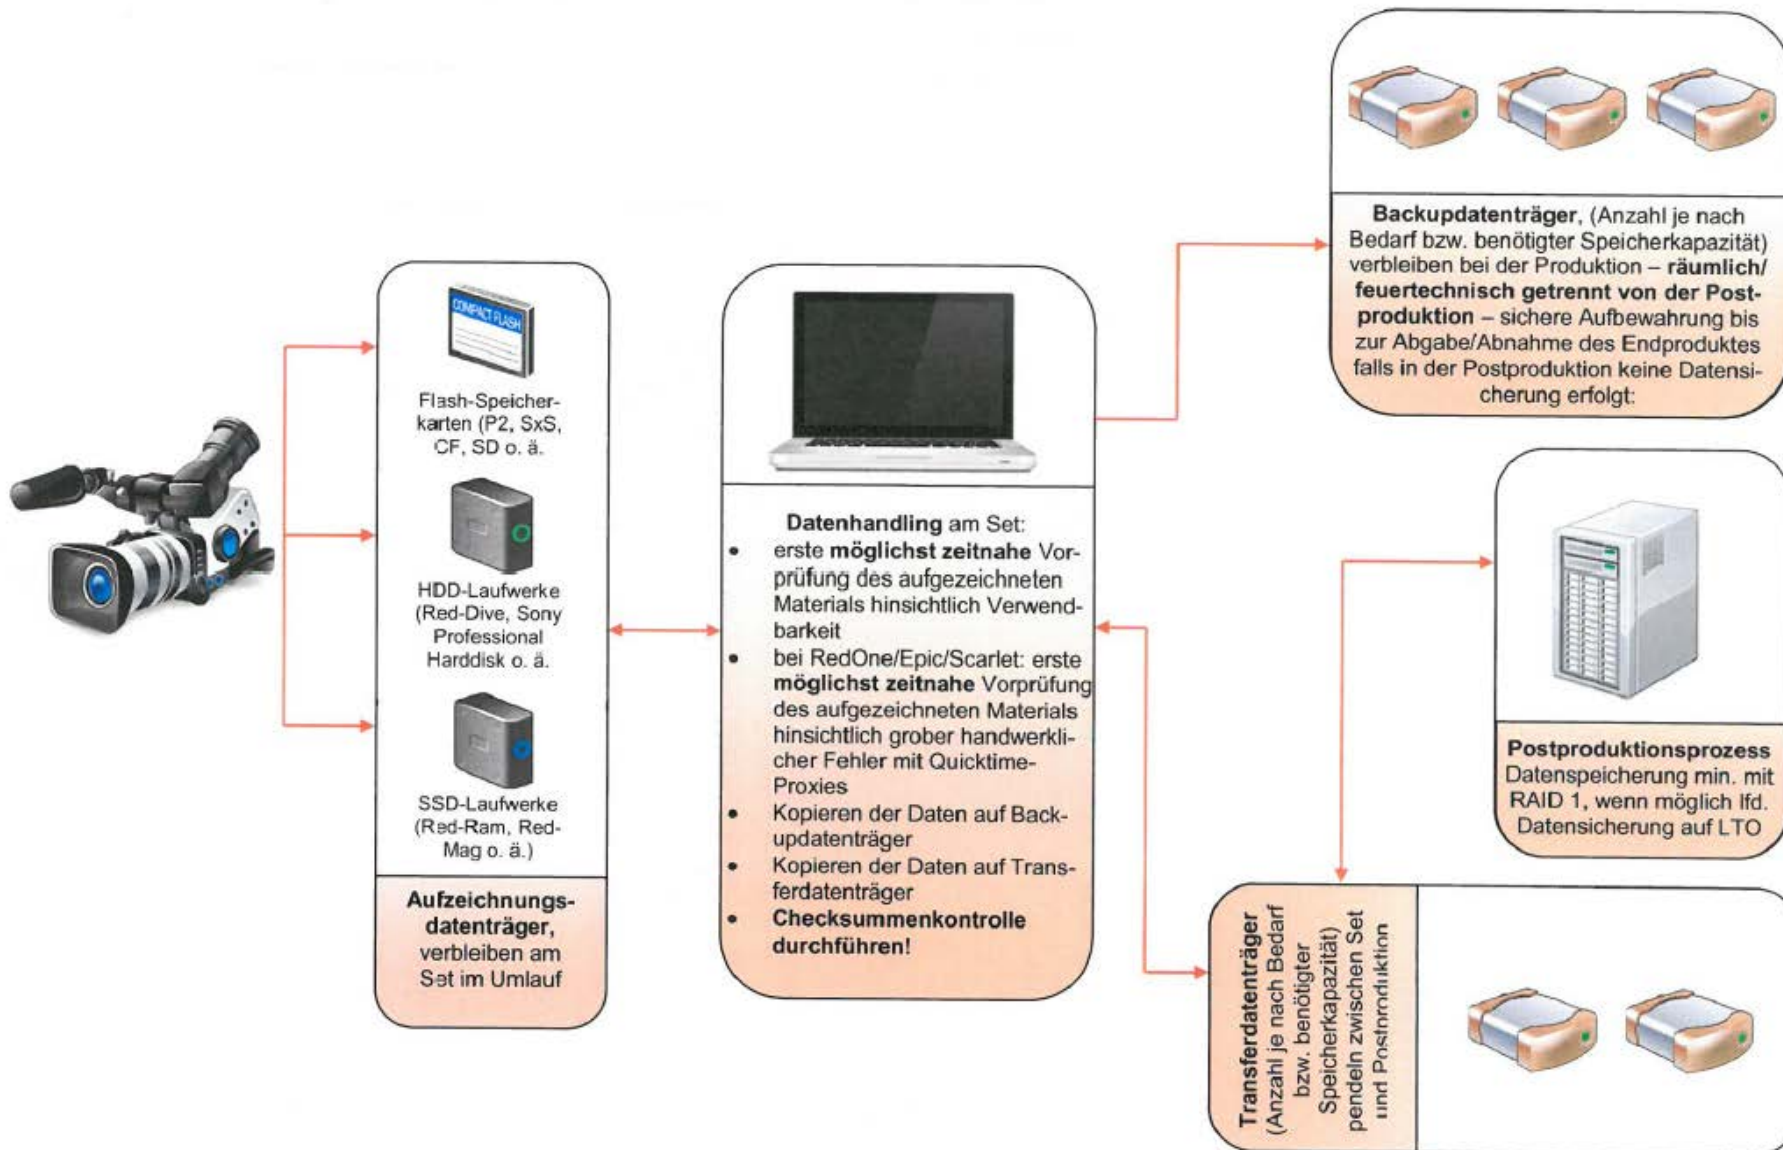 COMPACT FLASH
Flash-Speicher-
karten (P2, SxS,
CF, SD o. ä.
HDD-Laufwerke
(Red-Dive, Sony
Professional
Harddisk o. ä.
SSD-Laufwerke
(Red-Ram, Red-
Mag o. ä.)
Aufzeichnungs-
datenträger,
verbleiben am
Set im Umlauf
Datenhandling am Set:
• erste möglichst zeitnahe Vor-
prüfung des aufgezeichneten
Materials hinsichtlich Verwend-
barkeit
• bei RedOne/Epic/Scarlet: erste
möglichst zeitnahe Vorprüfung
des aufgezeichneten Materials
hinsichtlich grober handwerkli-
cher Fehler mit Quicktime-
Proxies
• Kopieren der Daten auf Back-
updatenträger
• Kopieren der Daten auf Trans-
ferdatenträger
• Checksummenkontrolle
durchführen!
Backupdatenträger, (Anzahl je nach
Bedarf bzw. benötigter Speicherkapazität)
verbleiben bei der Produktion – räumlich/
feuertechnisch getrennt von der Post-
produktion – sichere Aufbewahrung bis
zur Abgabe/Abnahme des Endproduktes
falls in der Postproduktion keine Datensi-
cherung erfolgt:
Postproduktionsprozess
Datenspeicherung min. mit
RAID 1, wenn möglich lfd.
Datensicherung auf LTO
Transferdatenträger
(Anzahl je nach Bedarf
bzw. benötigter
Speicherkapazität)
pendeln zwischen Set
und Postproduktion